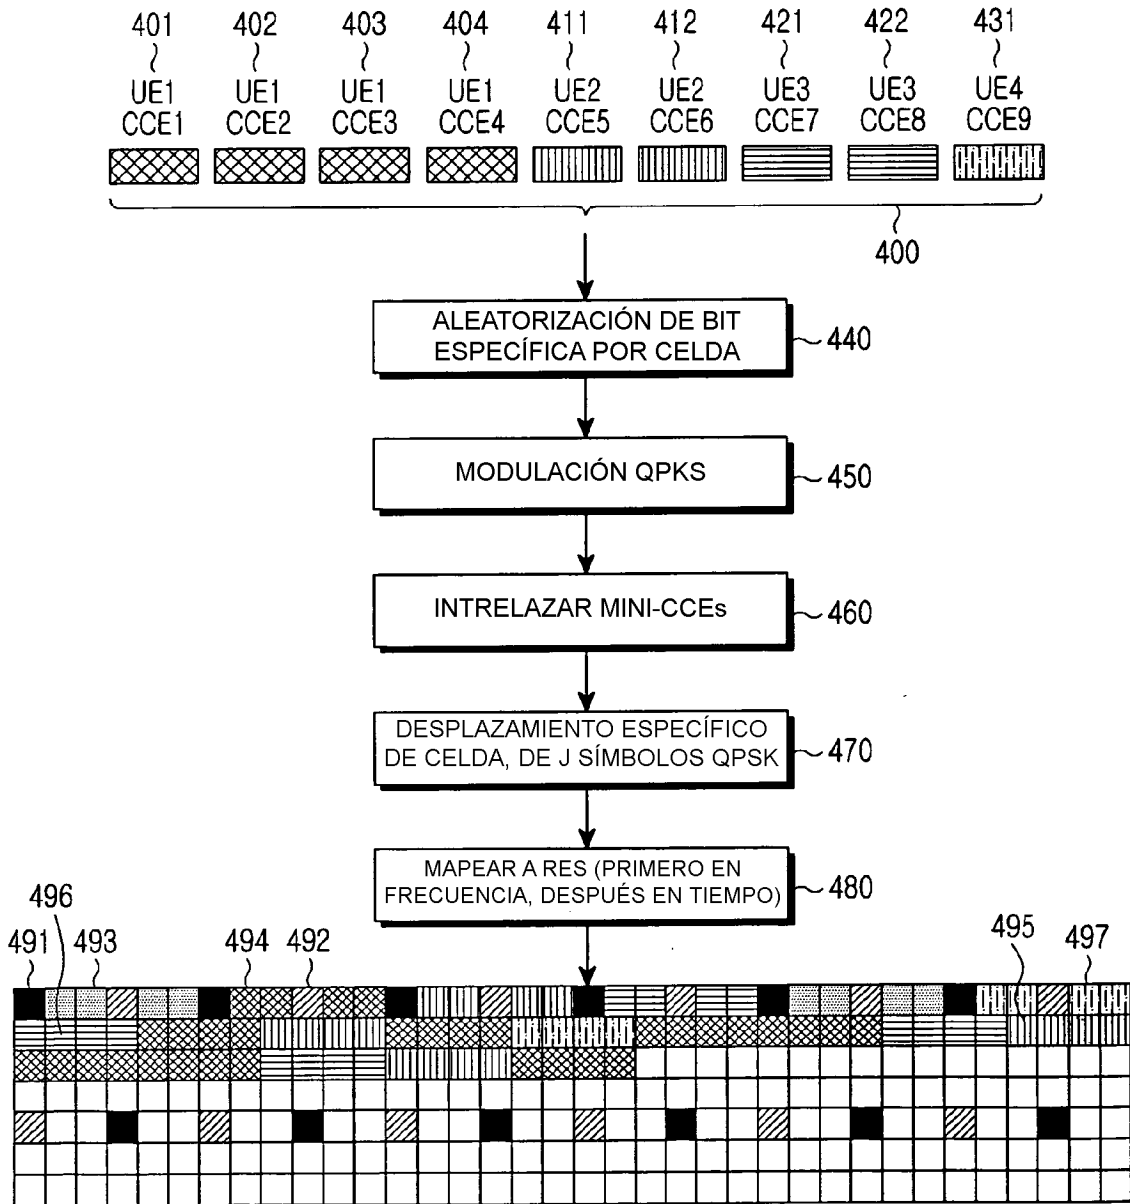 401 402 403 404 411 412 421 422 431
UE1 UE1 UE1 UE1 UE2 UE2 UE3 UE3 UE4
CCE1 CCE2 CCE3 CCE4 CCE5 CCE6 CCE7 CCE8 CCE9
400
ALEATORIZACIÓN DE BIT
ESPECÍFICA POR CELDA
440
MODULACIÓN QPKS
450
INTRELAZAR MINI-CCEs
460
DESPLAZAMIENTO ESPECÍFICO
DE CELDA, DE J SÍMBOLOS QPSK
470
MAPEAR A RES (PRIMERO EN
FRECUENCIA, DESPUÉS EN TIEMPO)
480
496
491 493 494 492 495 497